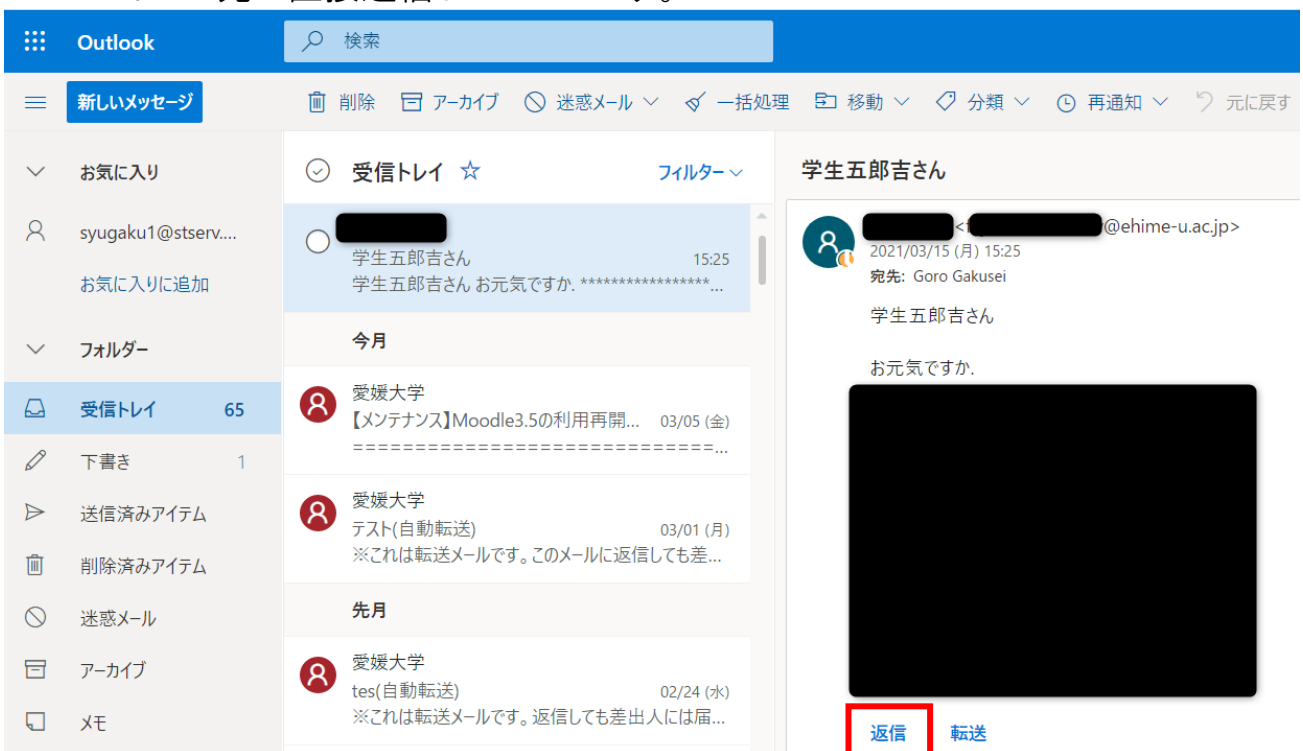 Outlook
検索
新しいメッセージ
削除 アーカイブ 迷惑メール 一括処理 移動 分類 再通知 元に戻す
お気に入り
syugaku1@stserv....
お気に入りに追加
フォルダー
受信トレイ 65
下書き 1
送信済みアイテム
削除済みアイテム
迷惑メール
アーカイブ
メモ
受信トレイ フィルター
学生五郎吉さん 15:25
学生五郎吉さん お元気ですか. *****************...
今月
愛媛大学
【メンテナンス】Moodle3.5の利用再開... 03/05 (金)
==============================...
愛媛大学
テスト(自動転送) 03/01 (月)
※これは転送メールです。このメールに返信しても差...
先月
愛媛大学
tes(自動転送) 02/24 (水)
※これは転送メールです。返信しても差出人には届...
学生五郎吉さん
@ehime-u.ac.jp>
2021/03/15 (月) 15:25
宛先: Goro Gakusei
学生五郎吉さん
お元気ですか.
返信 転送